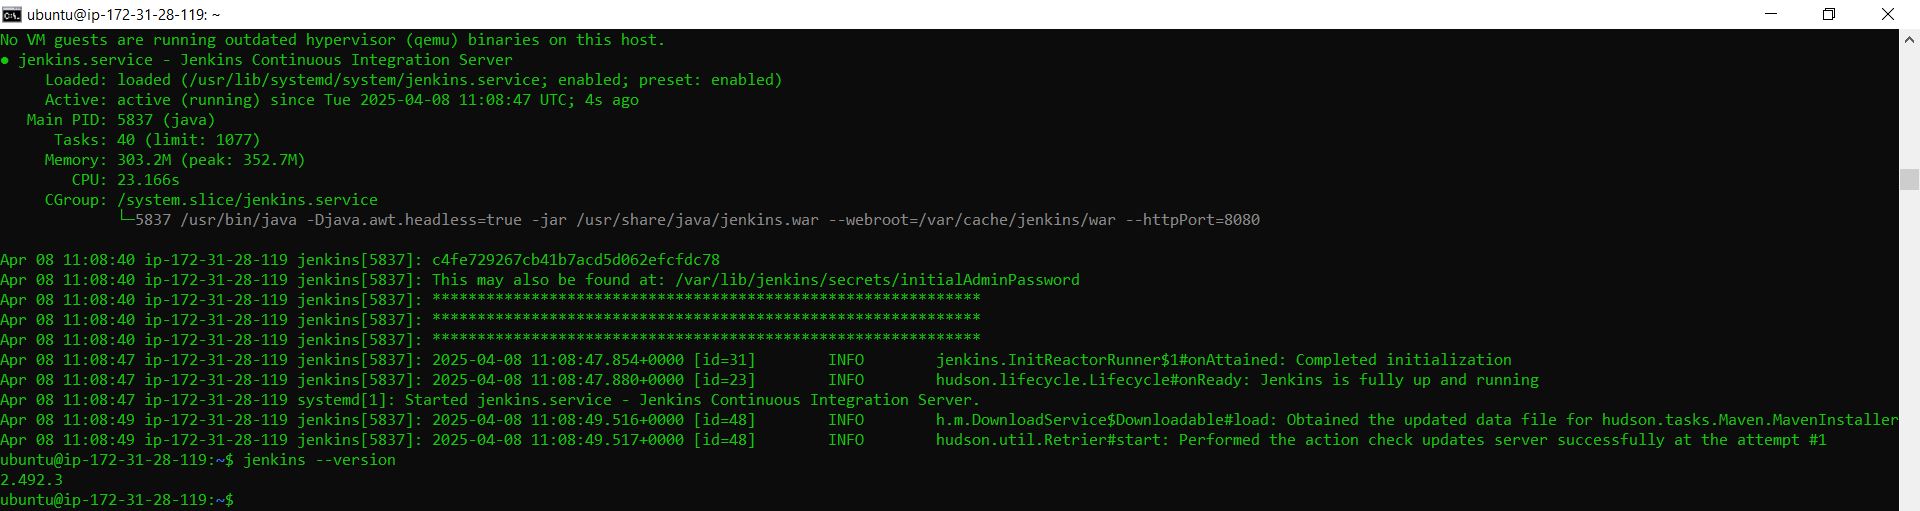 ubuntu@ip-172-31-28-119: ~
No VM guests are running outdated hypervisor (qemu) binaries on this host.
● jenkins.service - Jenkins Continuous Integration Server
     Loaded: loaded (/usr/lib/systemd/system/jenkins.service; enabled; preset: enabled)
     Active: active (running) since Tue 2025-04-08 11:08:47 UTC; 4s ago
   Main PID: 5837 (java)
      Tasks: 40 (limit: 1077)
     Memory: 303.2M (peak: 352.7M)
        CPU: 23.166s
     CGroup: /system.slice/jenkins.service
             └─5837 /usr/bin/java -Djava.awt.headless=true -jar /usr/share/java/jenkins.war --webroot=/var/cache/jenkins/war --httpPort=8080
Apr 08 11:08:40 ip-172-31-28-119 jenkins[5837]: c4fe729267cb41b7acd5d062efcfdc78
Apr 08 11:08:40 ip-172-31-28-119 jenkins[5837]: This may also be found at: /var/lib/jenkins/secrets/initialAdminPassword
Apr 08 11:08:40 ip-172-31-28-119 jenkins[5837]: *************************************************************
Apr 08 11:08:40 ip-172-31-28-119 jenkins[5837]: *************************************************************
Apr 08 11:08:40 ip-172-31-28-119 jenkins[5837]: *************************************************************
Apr 08 11:08:47 ip-172-31-28-119 jenkins[5837]: 2025-04-08 11:08:47.854+0000 [id=31]        INFO        jenkins.InitReactorRunner$1#onAttained: Completed initialization
Apr 08 11:08:47 ip-172-31-28-119 jenkins[5837]: 2025-04-08 11:08:47.880+0000 [id=23]        INFO        hudson.lifecycle.Lifecycle#onReady: Jenkins is fully up and running
Apr 08 11:08:47 ip-172-31-28-119 systemd[1]: Started jenkins.service - Jenkins Continuous Integration Server.
Apr 08 11:08:49 ip-172-31-28-119 jenkins[5837]: 2025-04-08 11:08:49.516+0000 [id=48]        INFO        h.m.DownloadService$Downloadable#load: Obtained the updated data file for hudson.tasks.Maven.MavenInstaller
Apr 08 11:08:49 ip-172-31-28-119 jenkins[5837]: 2025-04-08 11:08:49.517+0000 [id=48]        INFO        hudson.util.Retrier#start: Performed the action check updates server successfully at the attempt #1
ubuntu@ip-172-31-28-119:~$ jenkins --version
2.492.3
ubuntu@ip-172-31-28-119:~$